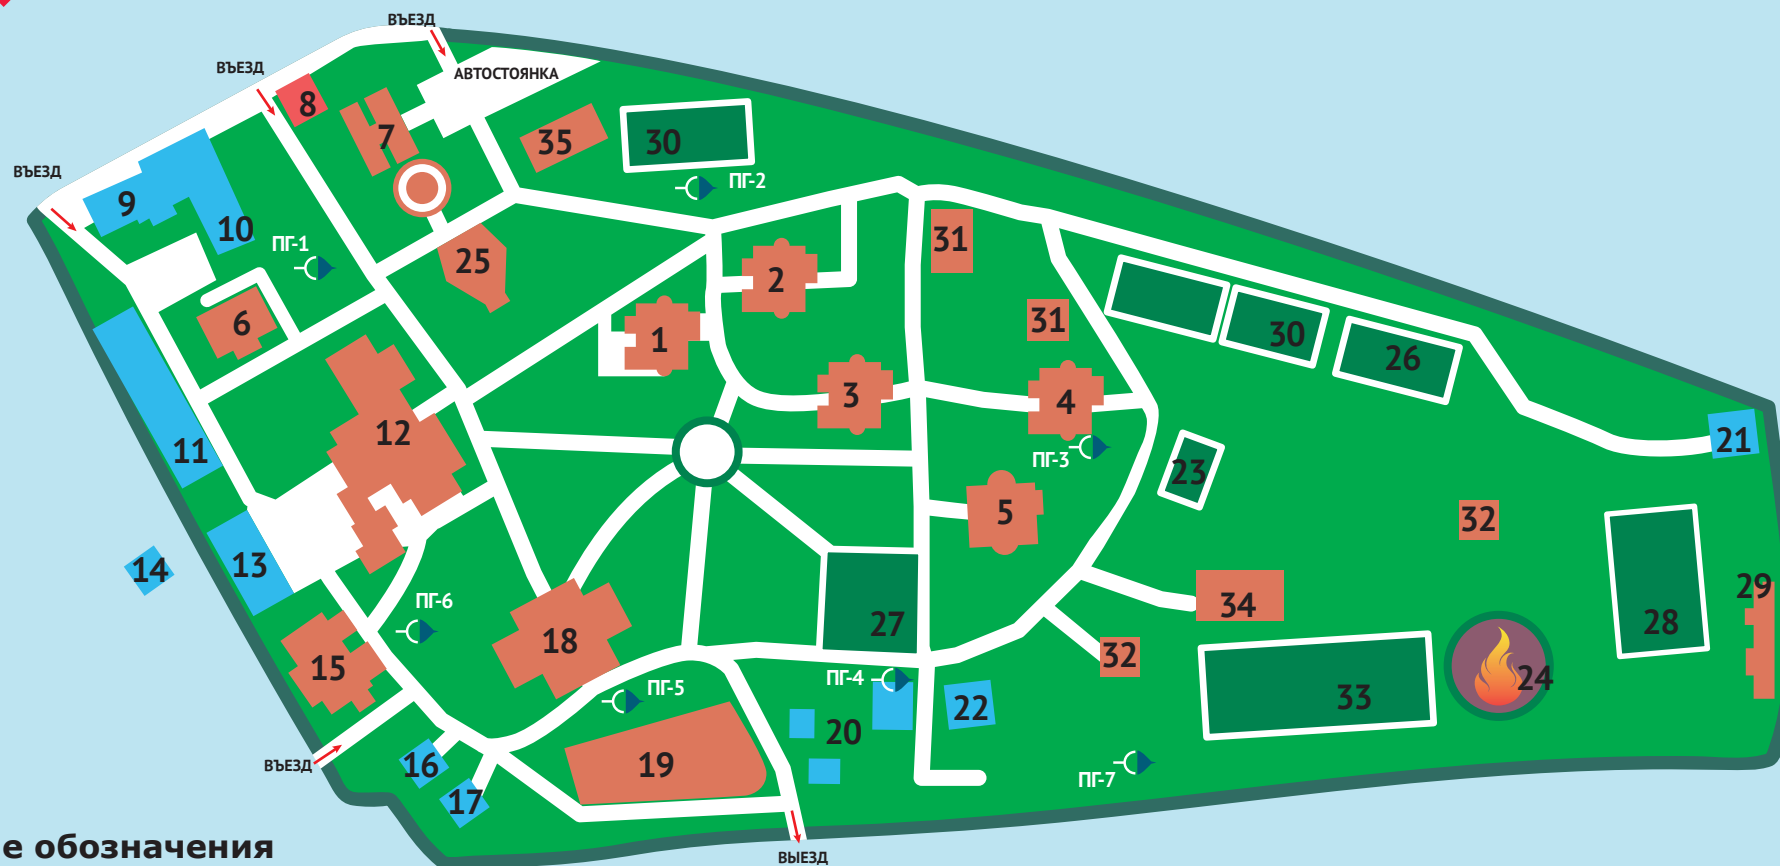 ВЪЕЗД
ВЪЕЗД
АВТОСТОЯНКА
8
7
35
30
ВЪЕЗД
ПГ-2
9
10
ПГ-1
25
31
2
6
1
31
30
26
3
4
12
11
ПГ-3
23
21
5
32
14
13
ПГ-6
34
27
28
29
18
15
32
ПГ-4
24
ПГ-5
33
22
20
ВЪЕЗД
16
19
ПГ-7
17
е обозначения
ВЫЕЗД